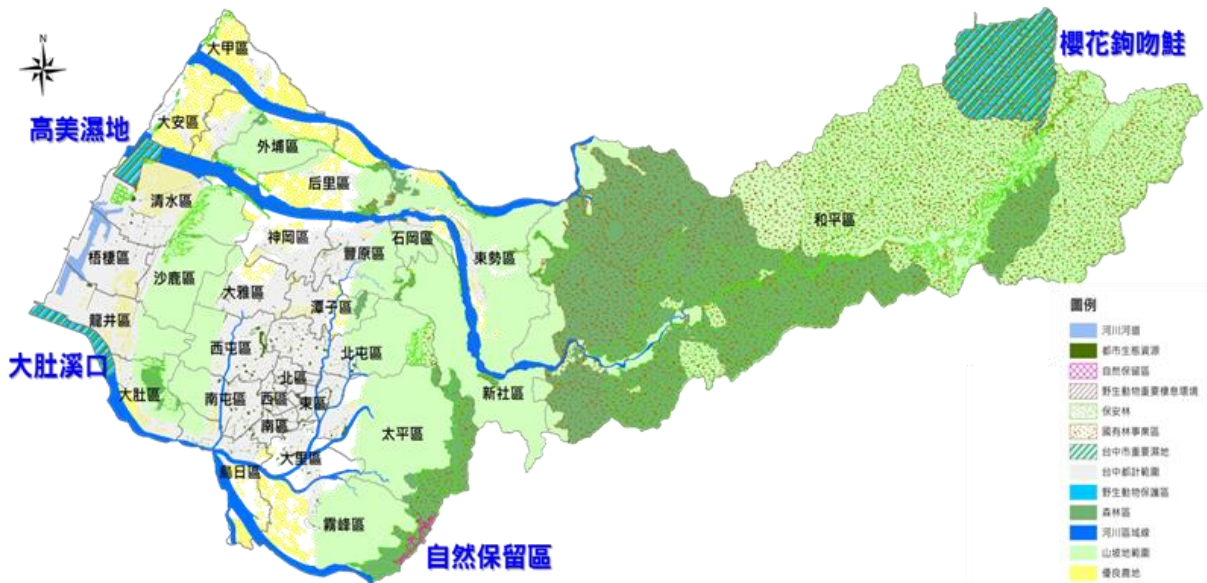 N
櫻花鉤吻鮭
大甲區
高美濕地
大安區
外埔區
后里區
清水區
神岡區
石岡區
和平區
豐原區
東勢區
梧棲區
沙鹿區
大雅區
潭子區
龍井區
西屯區
北屯區
大肚溪口
北區
新社區
大肚區
南屯區
西區
東區
南區
太平區
大里區
烏日區
霧峰區
自然保留區
圖例
河川河道
都市生態資源
自然保留區
野生動物重要棲息環境
保安林
國有林事業區
台中市重要濕地
台中都計範圍
野生動物保護區
森林區
河川區域線
山坡地範圍
優良農地